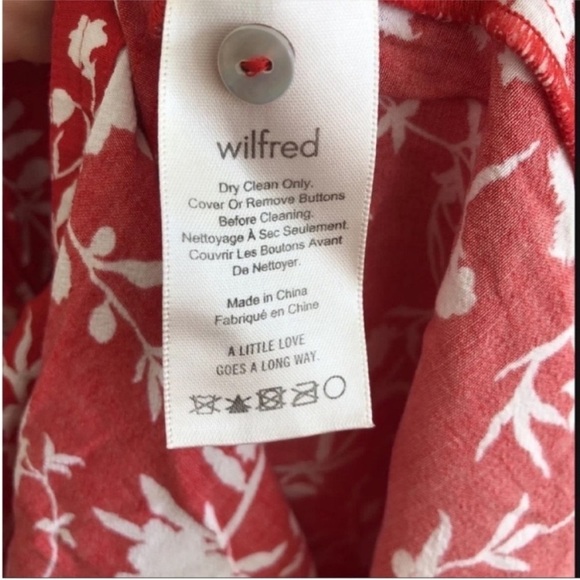 wilfred
Dry Clean Only.
Cover Or Remove Buttons
Before Cleaning.
Nettoyage À Sec Seulement.
Couvrir Les Boutons Avant
De Nettoyer.
Made in China
Fabriqué en Chine
A LITTLE LOVE
GOES A LONG WAY.